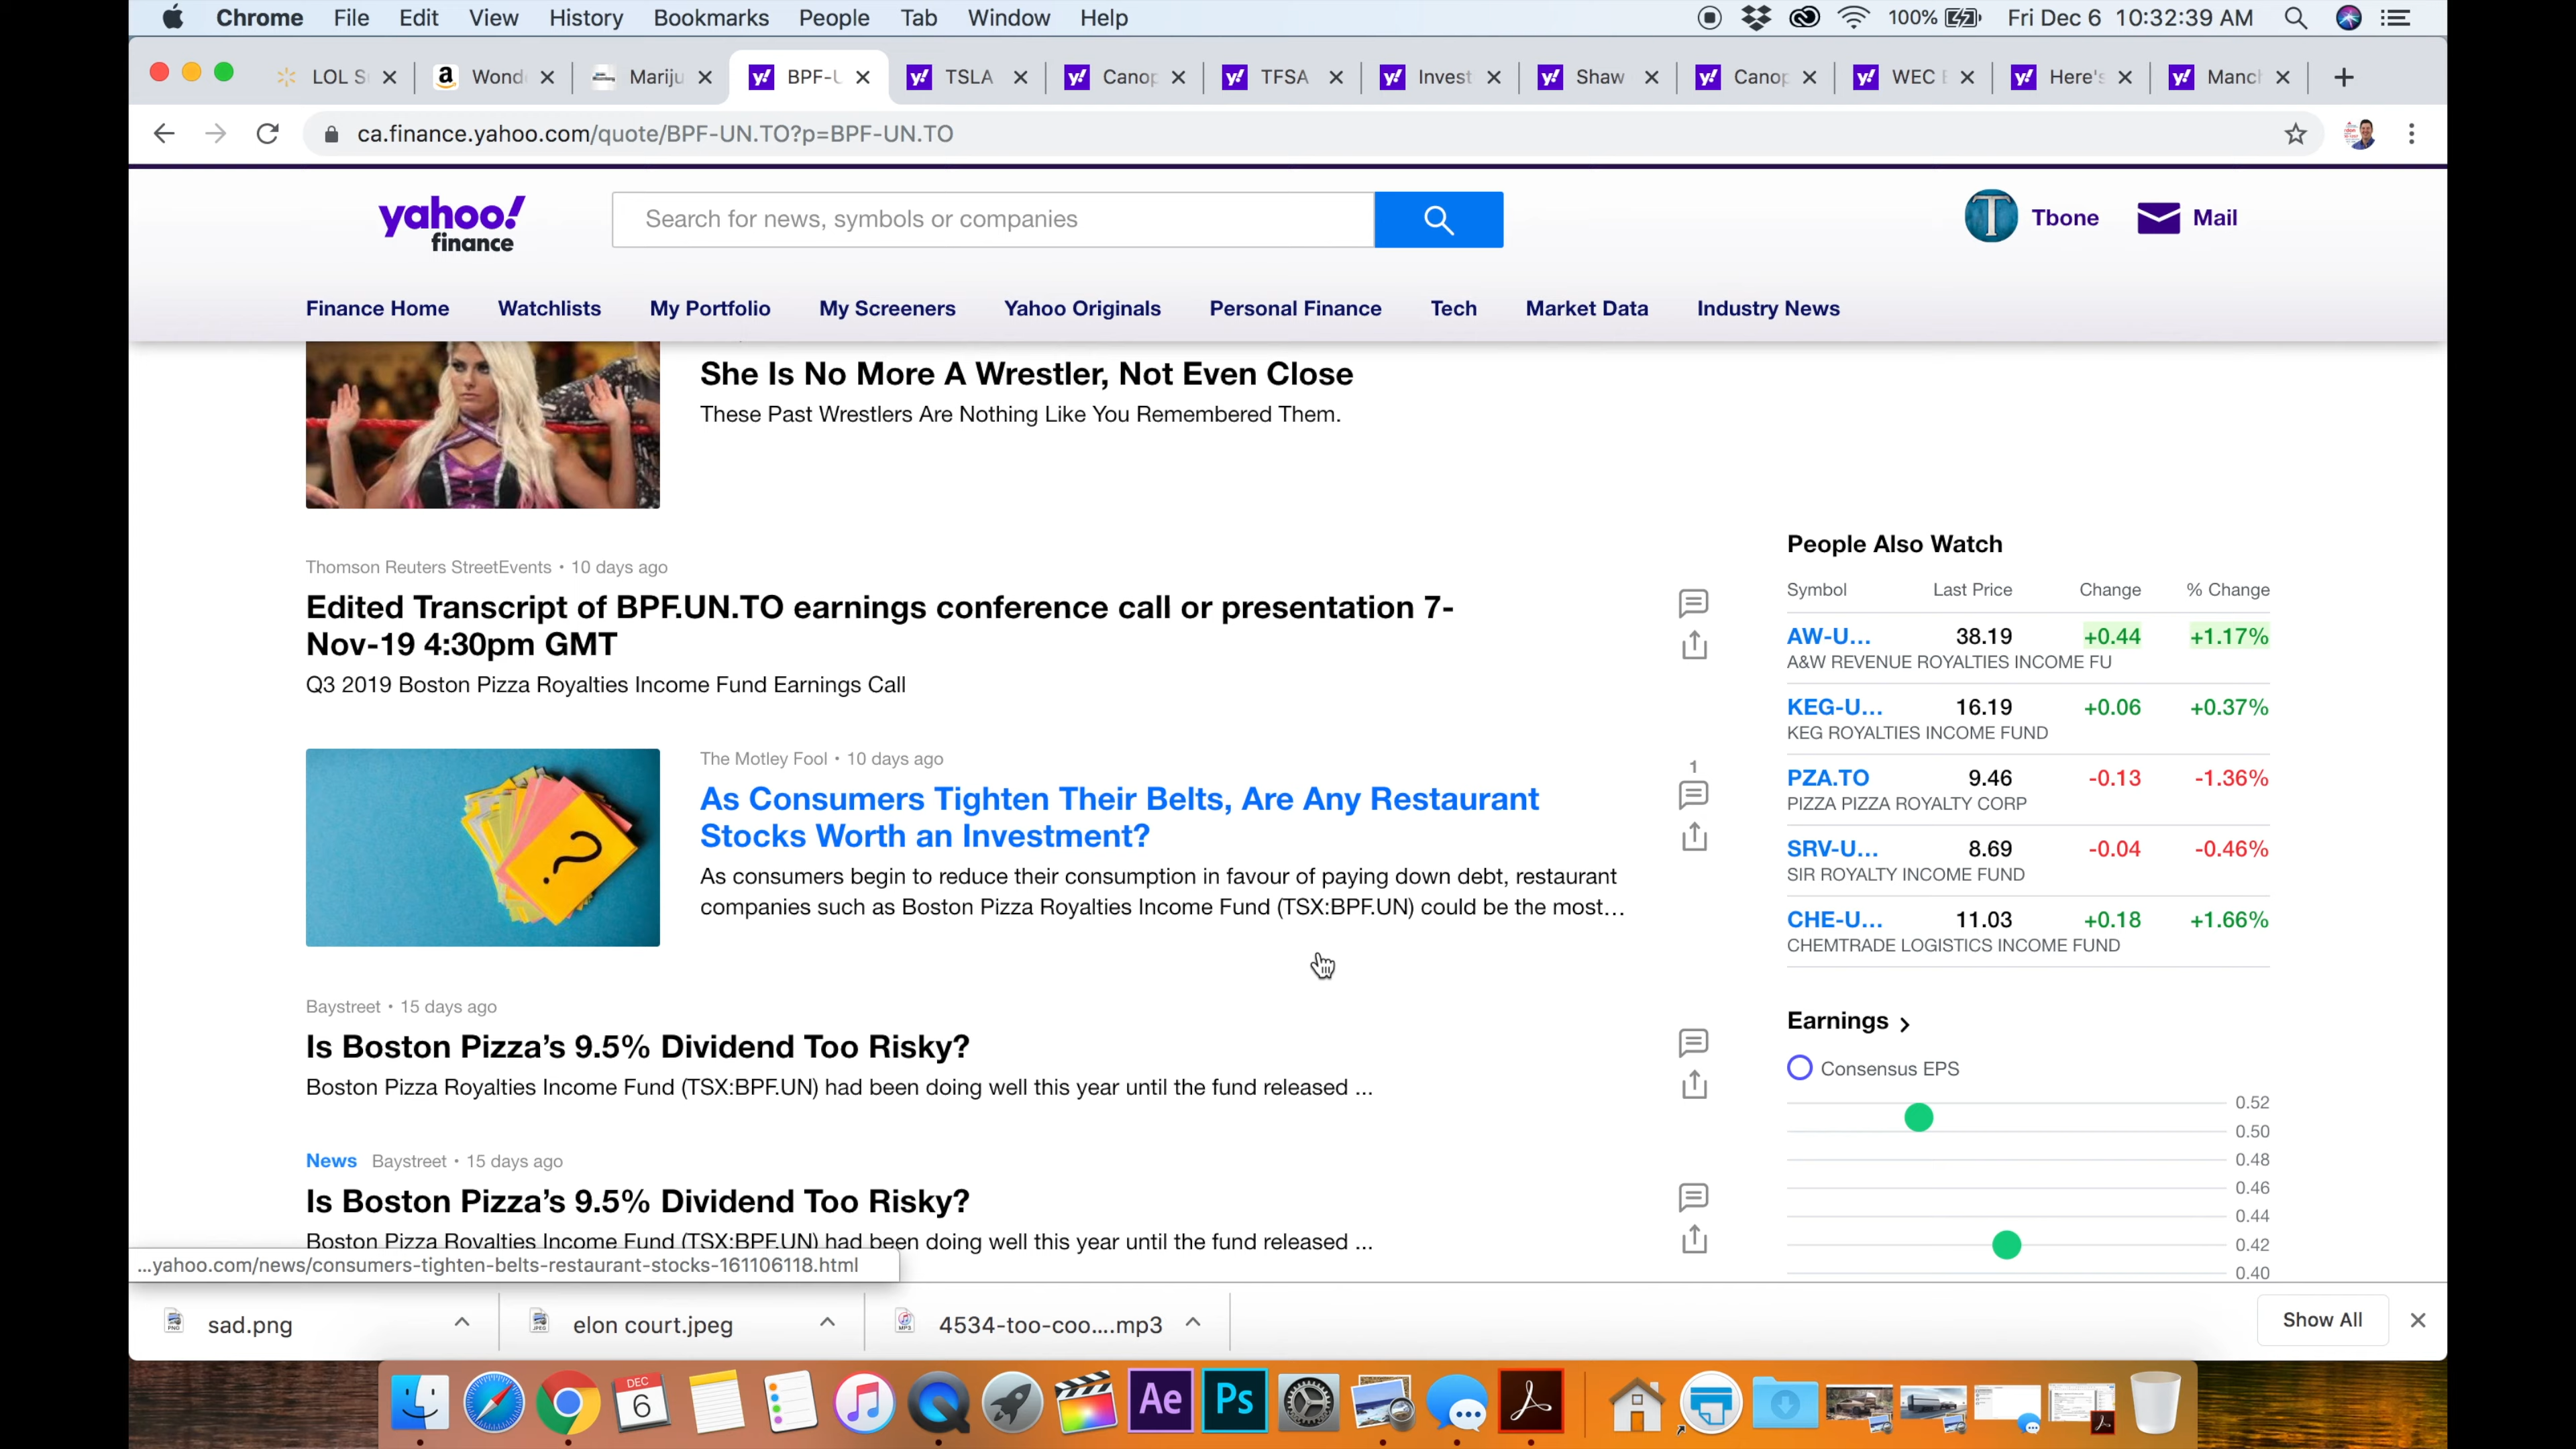 Chrome File Edit View History Bookmarks People Tab Window Help
100% Fri Dec 6 10:32:39 AM
LOL S
Wond
Mariju
BPF-U
TSLA
Canop
TFSA
Invest
Shaw
Canop
WEC E
Here's
Manch
ca.finance.yahoo.com/quote/BPF-UN.TO?p=BPF-UN.TO
yahoo!
finance
Search for news, symbols or companies
Tbone
Mail
Finance Home Watchlists My Portfolio My Screeners Yahoo Originals Personal Finance Tech Market Data Industry News
She Is No More A Wrestler, Not Even Close
These Past Wrestlers Are Nothing Like You Remembered Them.
Thomson Reuters StreetEvents • 10 days ago
Edited Transcript of BPF.UN.TO earnings conference call or presentation 7-
Nov-19 4:30pm GMT
Q3 2019 Boston Pizza Royalties Income Fund Earnings Call
?
The Motley Fool • 10 days ago
As Consumers Tighten Their Belts, Are Any Restaurant
Stocks Worth an Investment?
As consumers begin to reduce their consumption in favour of paying down debt, restaurant
companies such as Boston Pizza Royalties Income Fund (TSX:BPF.UN) could be the most...
1
Baystreet • 15 days ago
Is Boston Pizza's 9.5% Dividend Too Risky?
Boston Pizza Royalties Income Fund (TSX:BPF.UN) had been doing well this year until the fund released ...
News Baystreet • 15 days ago
Is Boston Pizza's 9.5% Dividend Too Risky?
Boston Pizza Royalties Income Fund (TSX:BPF.UN) had been doing well this year until the fund released ...
People Also Watch
Symbol Last Price Change % Change
AW-U... 38.19 +0.44 +1.17%
A&W REVENUE ROYALTIES INCOME FU
KEG-U... 16.19 +0.06 +0.37%
KEG ROYALTIES INCOME FUND
PZA.TO 9.46 -0.13 -1.36%
PIZZA PIZZA ROYALTY CORP
SRV-U... 8.69 -0.04 -0.46%
SIR ROYALTY INCOME FUND
CHE-U... 11.03 +0.18 +1.66%
CHEMTRADE LOGISTICS INCOME FUND
Earnings
Consensus EPS
0.52
0.50
0.48
0.46
0.44
0.42
0.40
...yahoo.com/news/consumers-tighten-belts-restaurant-stocks-161106118.html
sad.png
elon court.jpeg
4534-too-coo....mp3
Show All
DEC
6
Ae
Ps